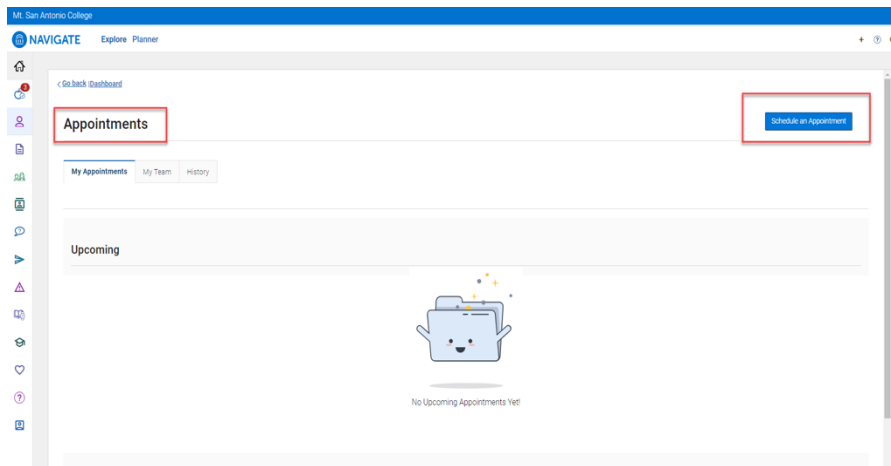 Mt. San Antonio College
NAVIGATE Explore Planner
3
Go back |Dashboard
Appointments
Schedule an Appointment
My Appointments My Team History
Upcoming
No Upcoming Appointments Yet!